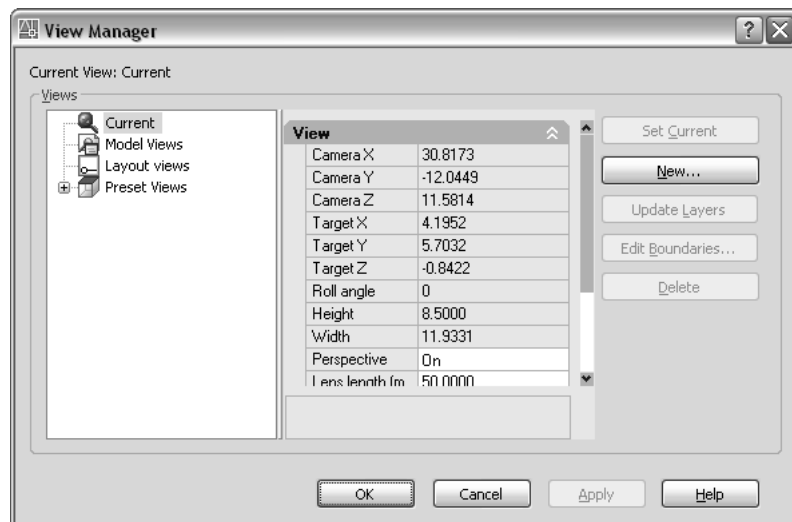 View Manager
Current View: Current
Views
Current
Model Views
Layout views
Preset Views
View
Camera X 30.8173
Camera Y -12.0449
Camera Z 11.5814
Target X 4.1952
Target Y 5.7032
Target Z -0.8422
Roll angle 0
Height 8.5000
Width 11.9331
Perspective On
Lens length (m 50.0000
Set Current
New...
Update Layers
Edit Boundaries...
Delete
OK Cancel Apply Help